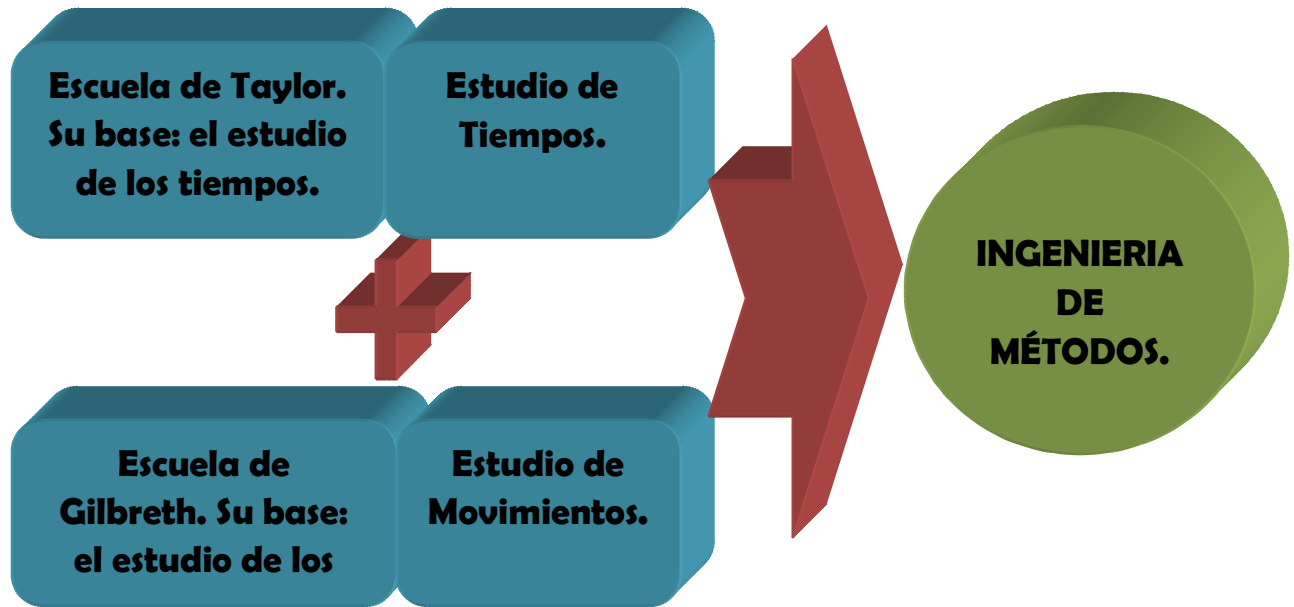 Escuela de Taylor.
Su base: el estudio
de los tiempos.
Estudio de
Tiempos.
Escuela de
Gilbreth. Su base:
el estudio de los
Estudio de
Movimientos.
INGENIERIA
DE
MÉTODOS.